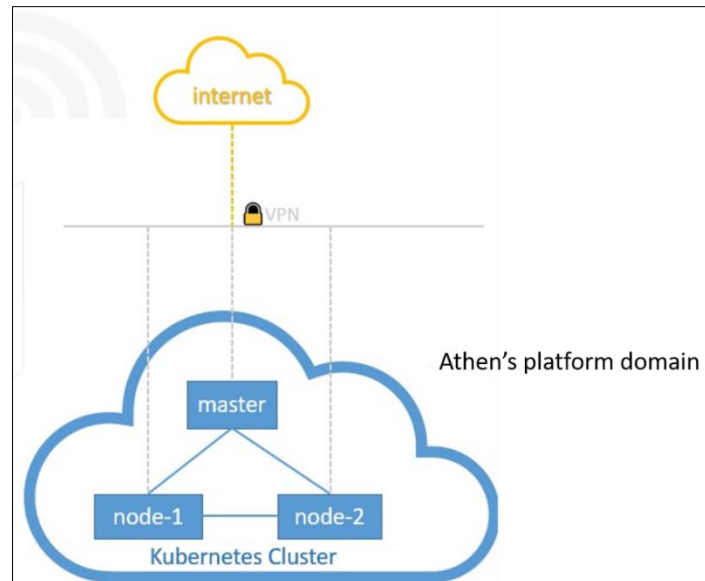 internet
VPN
Athen's platform domain
master
node-1
node-2
Kubernetes Cluster